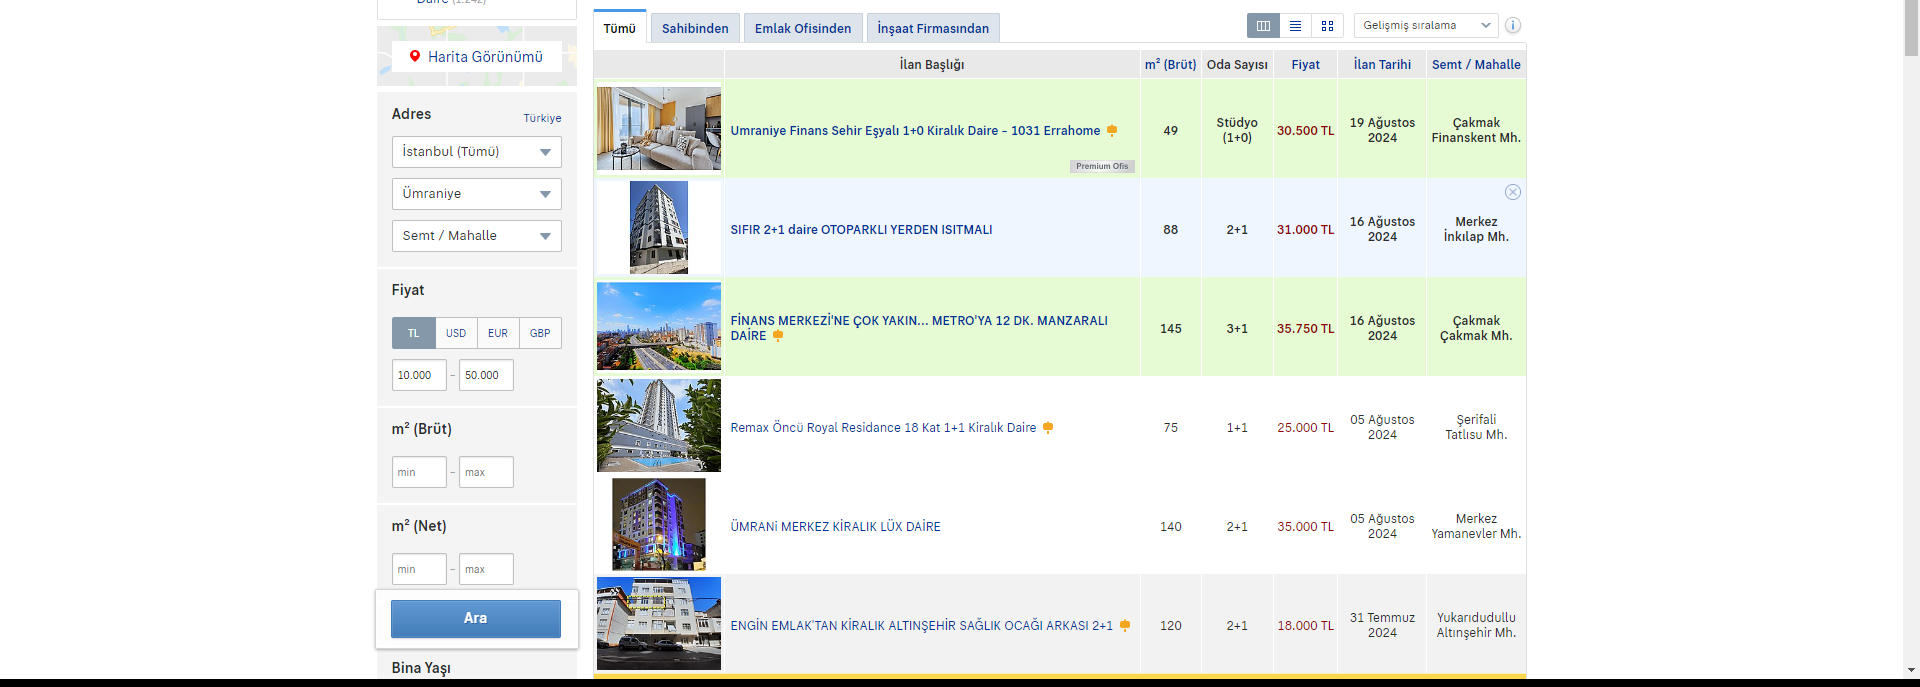 Daire (1.242)
Harita Görünümü
Adres
Türkiye
İstanbul (Tümü)
Ümraniye
Semt / Mahalle
Fiyat
TL USD EUR GBP
10.000 - 50.000
m² (Brüt)
min - max
m² (Net)
min - max
Ara
Bina Yaşı
Tümü Sahibinden Emlak Ofisinden İnşaat Firmasından
Gelişmiş sıralama
İlan Başlığı m² (Brüt) Oda Sayısı Fiyat İlan Tarihi Semt / Mahalle
Umraniye Finans Sehir Eşyalı 1+0 Kiralık Daire - 1031 Errahome
Premium Ofis
49
Stüdyo
(1+0)
30.500 TL
19 Ağustos
2024
Çakmak
Finanskent Mh.
SIFIR 2+1 daire OTOPARKLI YERDEN ISITMALI
88
2+1
31.000 TL
16 Ağustos
2024
Merkez
İnkılap Mh.
FİNANS MERKEZİ'NE ÇOK YAKIN... METRO'YA 12 DK. MANZARALI
DAİRE
145
3+1
35.750 TL
16 Ağustos
2024
Çakmak
Çakmak Mh.
Remax Öncü Royal Residance 18 Kat 1+1 Kiralık Daire
75
1+1
25.000 TL
05 Ağustos
2024
Şerifali
Tatlısu Mh.
ÜMRANi MERKEZ KİRALIK LÜX DAİRE
140
2+1
35.000 TL
05 Ağustos
2024
Merkez
Yamanevler Mh.
ENGİN EMLAK'TAN KİRALIK ALTINŞEHİR SAĞLIK OCAĞI ARKASI 2+1
120
2+1
18.000 TL
31 Temmuz
2024
Yukarıdudullu
Altınşehir Mh.